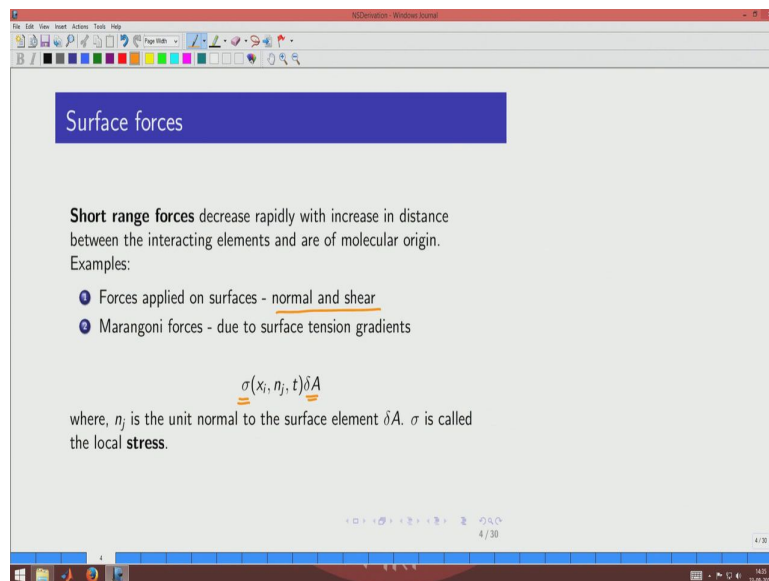 NSDerivation - Windows Journal
File Edit View Insert Actions Tools Help
Page Width
B I
Surface forces
Short range forces decrease rapidly with increase in distance
between the interacting elements and are of molecular origin.
Examples:
1 Forces applied on surfaces - normal and shear
2 Marangoni forces - due to surface tension gradients
σ(xᵢ, nⱼ, t)δA
where, nⱼ is the unit normal to the surface element δA. σ is called
the local stress.
4 / 30
4 / 30
4
14:35